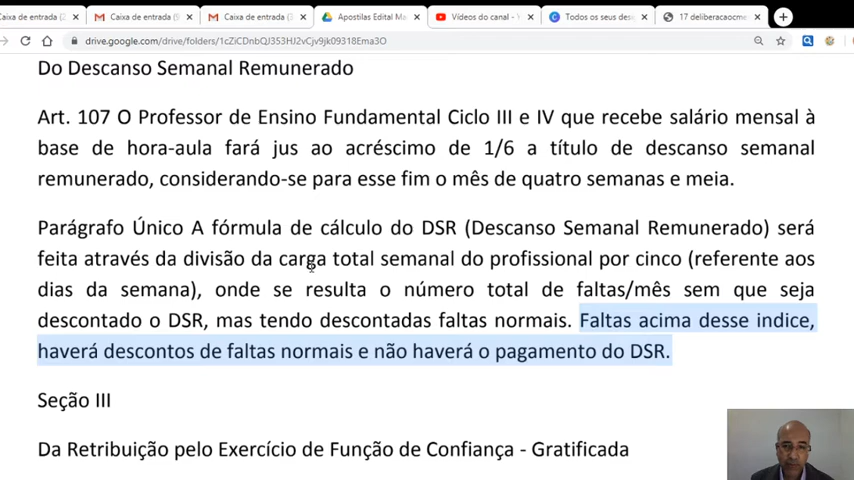 Caixa de entrada (2
Caixa de entrada (
Caixa de entrada (
Apostilas Edital Ma
Vídeos do canal - Y
Todos os seus des
17 deliberacaocme
drive.google.com/drive/folders/1cZiCDnbQJ353HJ2vCjv9jk09318Ema3O
Do Descanso Semanal Remunerado
Art. 107 O Professor de Ensino Fundamental Ciclo III e IV que recebe salário mensal à
base de hora-aula fará jus ao acréscimo de 1/6 a título de descanso semanal
remunerado, considerando-se para esse fim o mês de quatro semanas e meia.
Parágrafo Único A fórmula de cálculo do DSR (Descanso Semanal Remunerado) será
feita através da divisão da carga total semanal do profissional por cinco (referente aos
dias da semana), onde se resulta o número total de faltas/mês sem que seja
descontado o DSR, mas tendo descontadas faltas normais. Faltas acima desse indice,
haverá descontos de faltas normais e não haverá o pagamento do DSR.
Seção III
Da Retribuição pelo Exercício de Função de Confiança - Gratificada